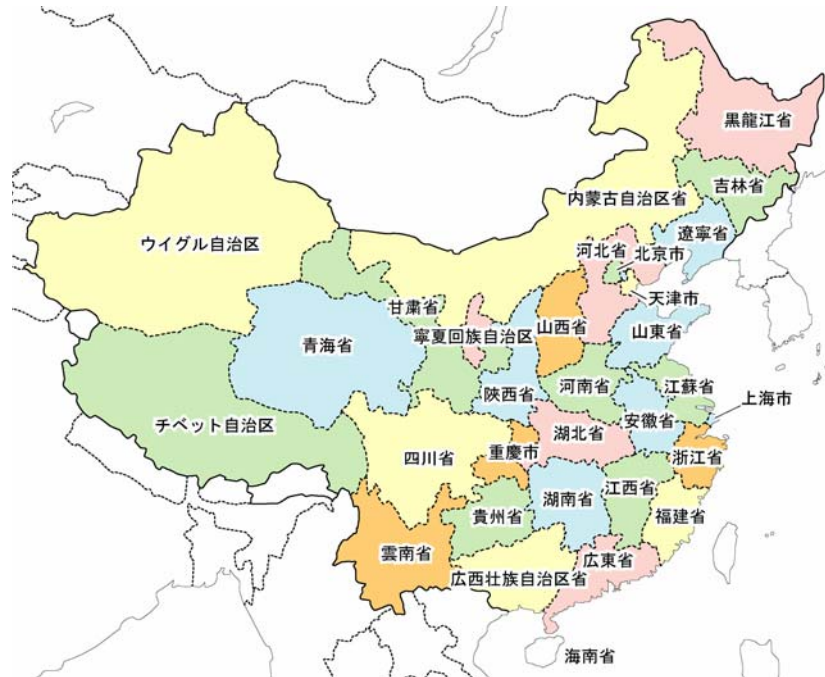 黒龍江省
吉林省
内蒙古自治区省
遼寧省
ウイグル自治区
河北省
北京市
天津市
甘粛省
寧夏回族自治区
山西省
山東省
青海省
陝西省
河南省
江蘇省
上海市
チベット自治区
安徽省
湖北省
四川省
重慶市
浙江省
江西省
湖南省
貴州省
福建省
雲南省
広東省
広西壮族自治区省
海南省